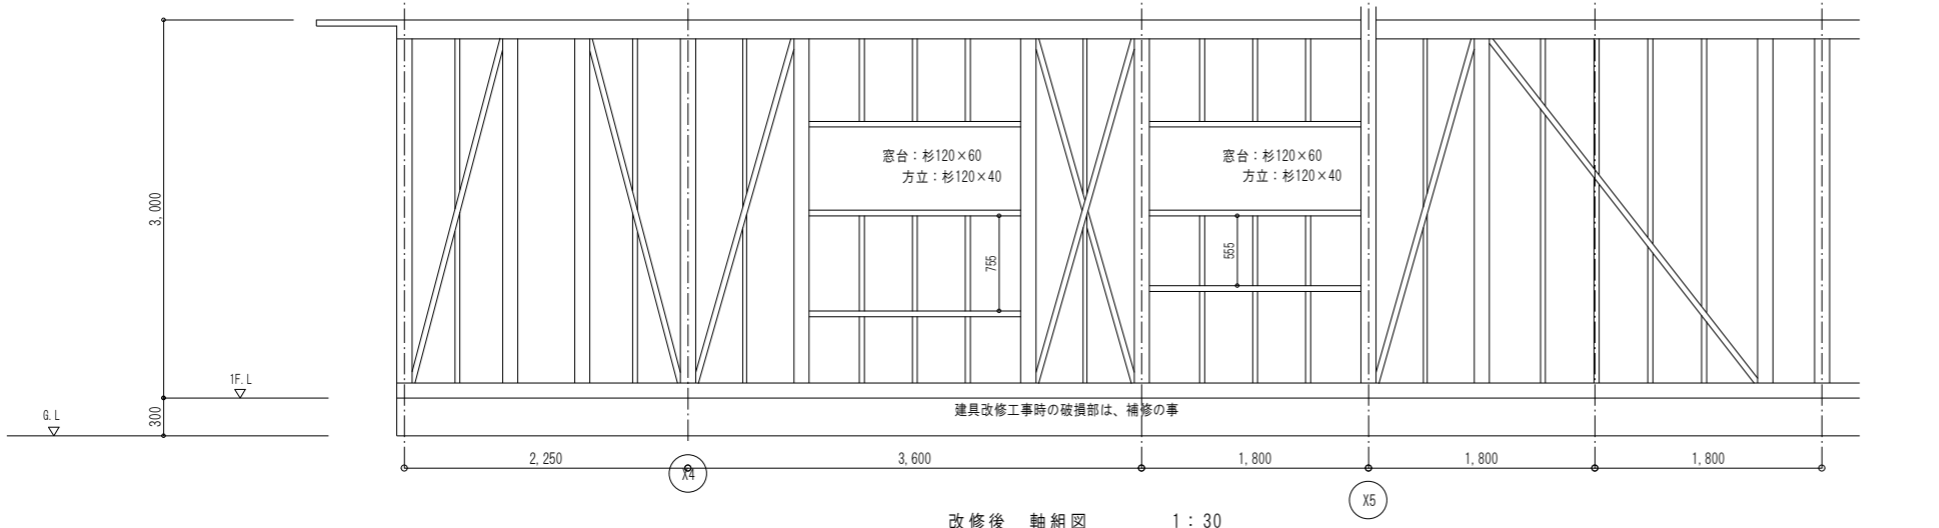 窓台：杉120×60
方立：杉120×40
窓台：杉120×60
方立：杉120×40
3,000
755
555
1F.L
G.L
300
建具改修工事時の破損部は、補修の事
2,250
3,600
1,800
1,800
1,800
X4
X5
改修後 軸組図 1：30